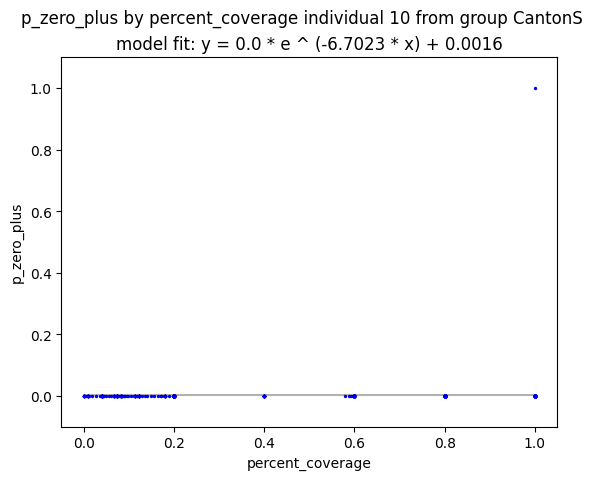 p_zero_plus by percent_coverage individual 10 from group CantonS
model fit: y = 0.0 * e ^ (-6.7023 * x) + 0.0016
1.0
0.8
0.6
0.4
0.2
0.0
p_zero_plus
0.0 0.2 0.4 0.6 0.8 1.0
percent_coverage